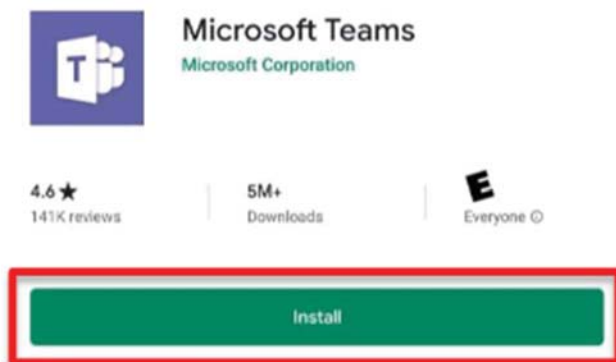 Microsoft Teams
Microsoft Corporation
T
4.6★
5M+
E
141K reviews
Downloads
Everyone
Install